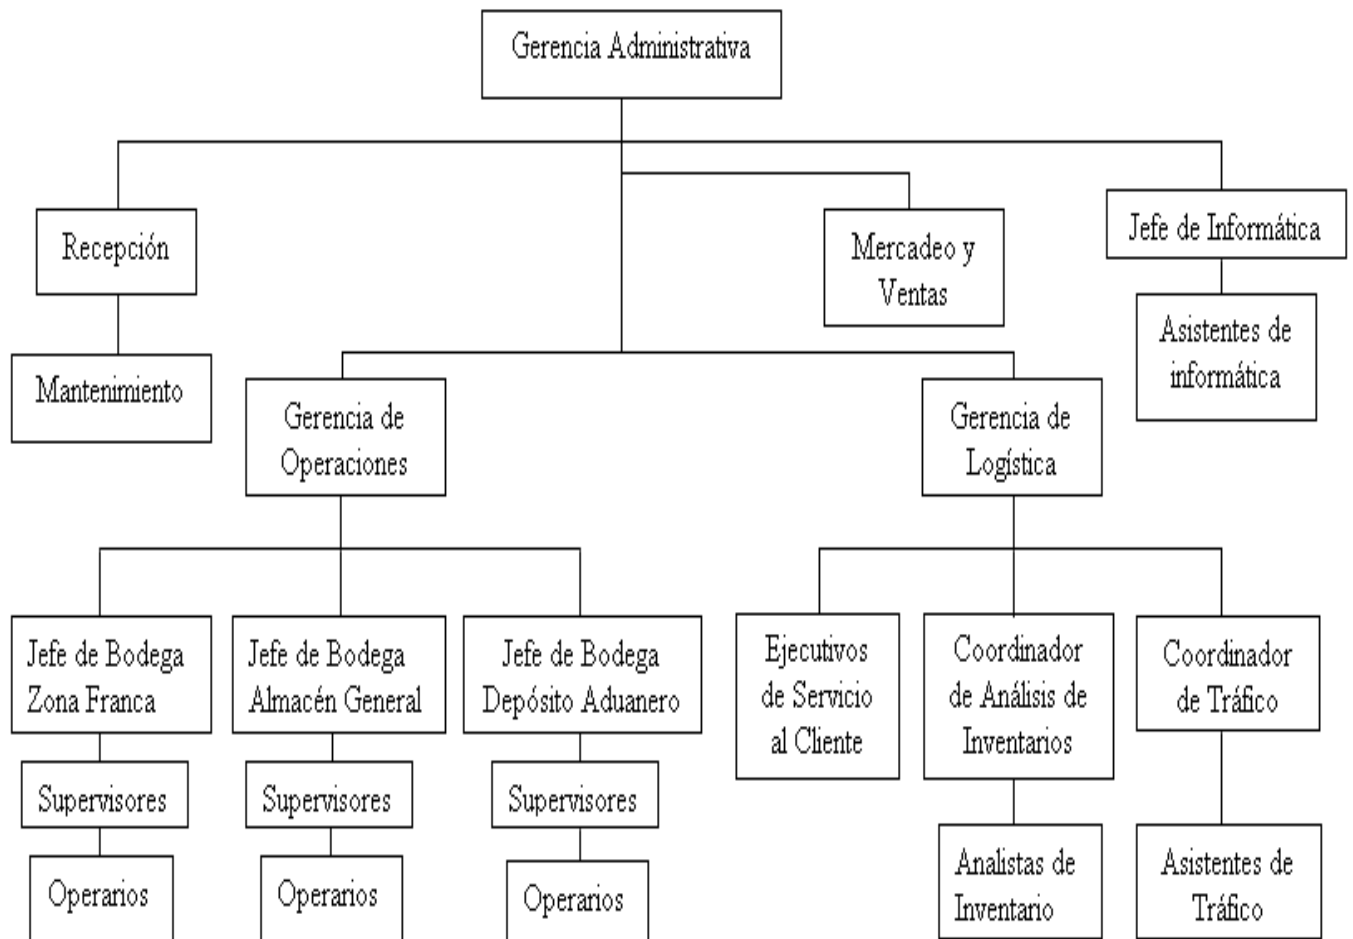 Gerencia Administrativa
Recepción
Mercadeo y
Ventas
Jefe de Informática
Mantenimiento
Asistentes de
informática
Gerencia de
Operaciones
Gerencia de
Logística
Jefe de Bodega
Zona Franca
Jefe de Bodega
Almacén General
Jefe de Bodega
Depósito Aduanero
Ejecutivos
de Servicio
al Cliente
Coordinador
de Análisis de
Inventarios
Coordinador
de Tráfico
Supervisores
Supervisores
Supervisores
Operarios
Operarios
Operarios
Analistas de
Inventario
Asistentes de
Tráfico